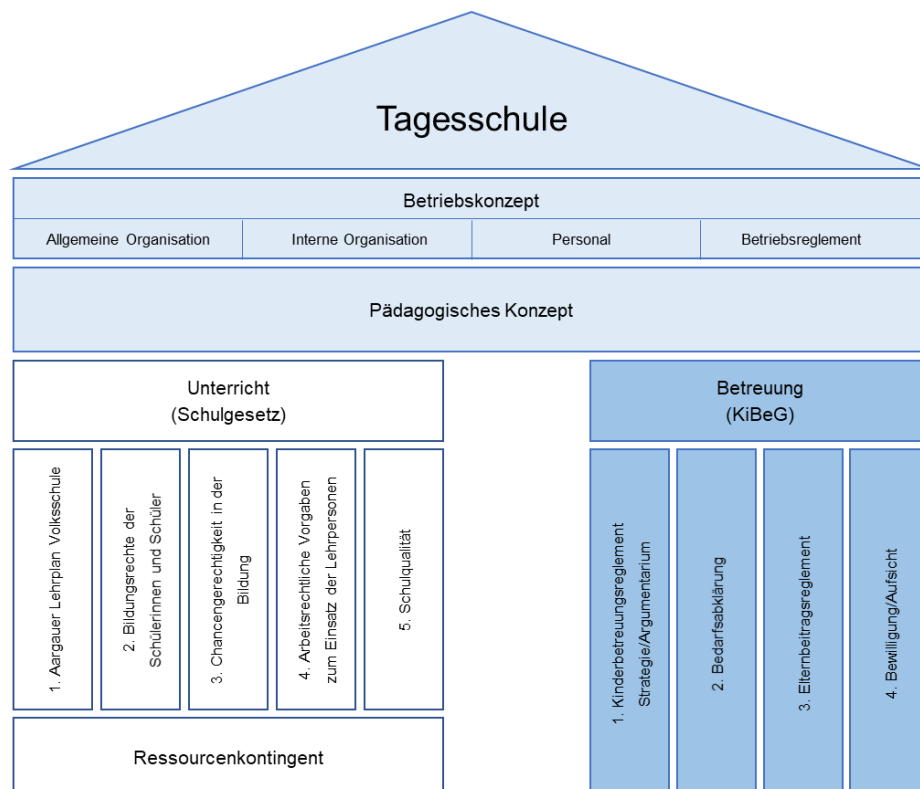 Tagesschule
Betriebskonzept
Allgemeine Organisation
Interne Organisation
Personal
Betriebsreglement
Pädagogisches Konzept
Unterricht
(Schulgesetz)
1. Aargauer Lehrplan Volksschule
2. Bildungsrechte der
Schülerinnen und Schüler
3. Chancengerechtigkeit in der
Bildung
4. Arbeitsrechtliche Vorgaben
zum Einsatz der Lehrpersonen
5. Schulqualität
Ressourcenkontingent
Betreuung
(KiBeG)
1. Kinderbetreuungsreglement
Strategie/Argumentarium
2. Bedarfsabklärung
3. Elternbeitragsreglement
4. Bewilligung/Aufsicht